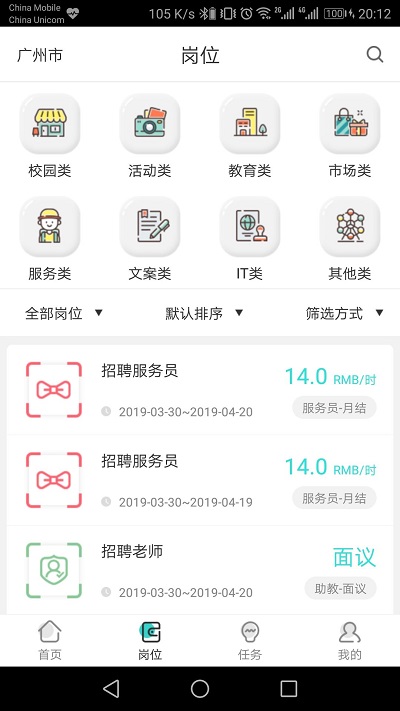 China Mobile
China Unicom
105 K/s 2G 4G 100 20:12
广州市 岗位
校园类 活动类 教育类 市场类
服务类 文案类 IT类 其他类
全部岗位 默认排序 筛选方式
招聘服务员 14.0 RMB/时
2019-03-30~2019-04-20 服务员-月结
招聘服务员 14.0 RMB/时
2019-03-30~2019-04-19 服务员-月结
招聘老师 面议
2019-03-30~2019-04-20 助教-面议
首页 岗位 任务 我的